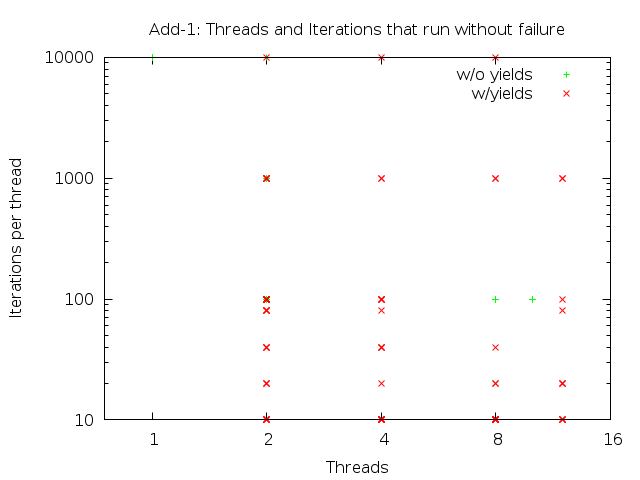 Add-1: Threads and Iterations that run without failure
10000
w/o yields
w/yields
1000
Iterations per thread
100
10
1 2 4 8 16
Threads